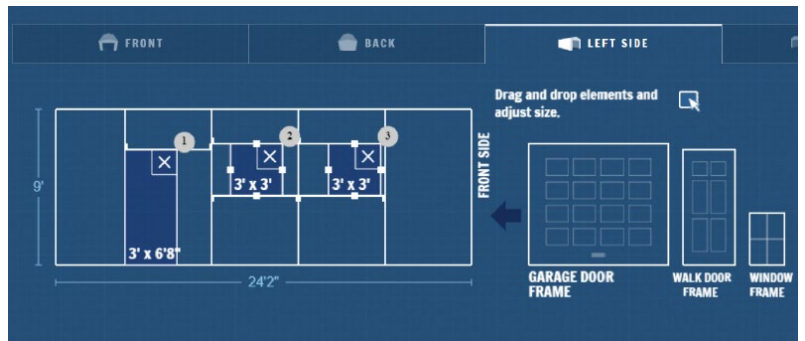 FRONT
BACK
LEFT SIDE
Drag and drop elements and
adjust size.
1
2
3
3' x 3'
3' x 3'
3' x 6'8"
9'
24'2"
FRONT SIDE
GARAGE DOOR
FRAME
WALK DOOR
FRAME
WINDOW
FRAME